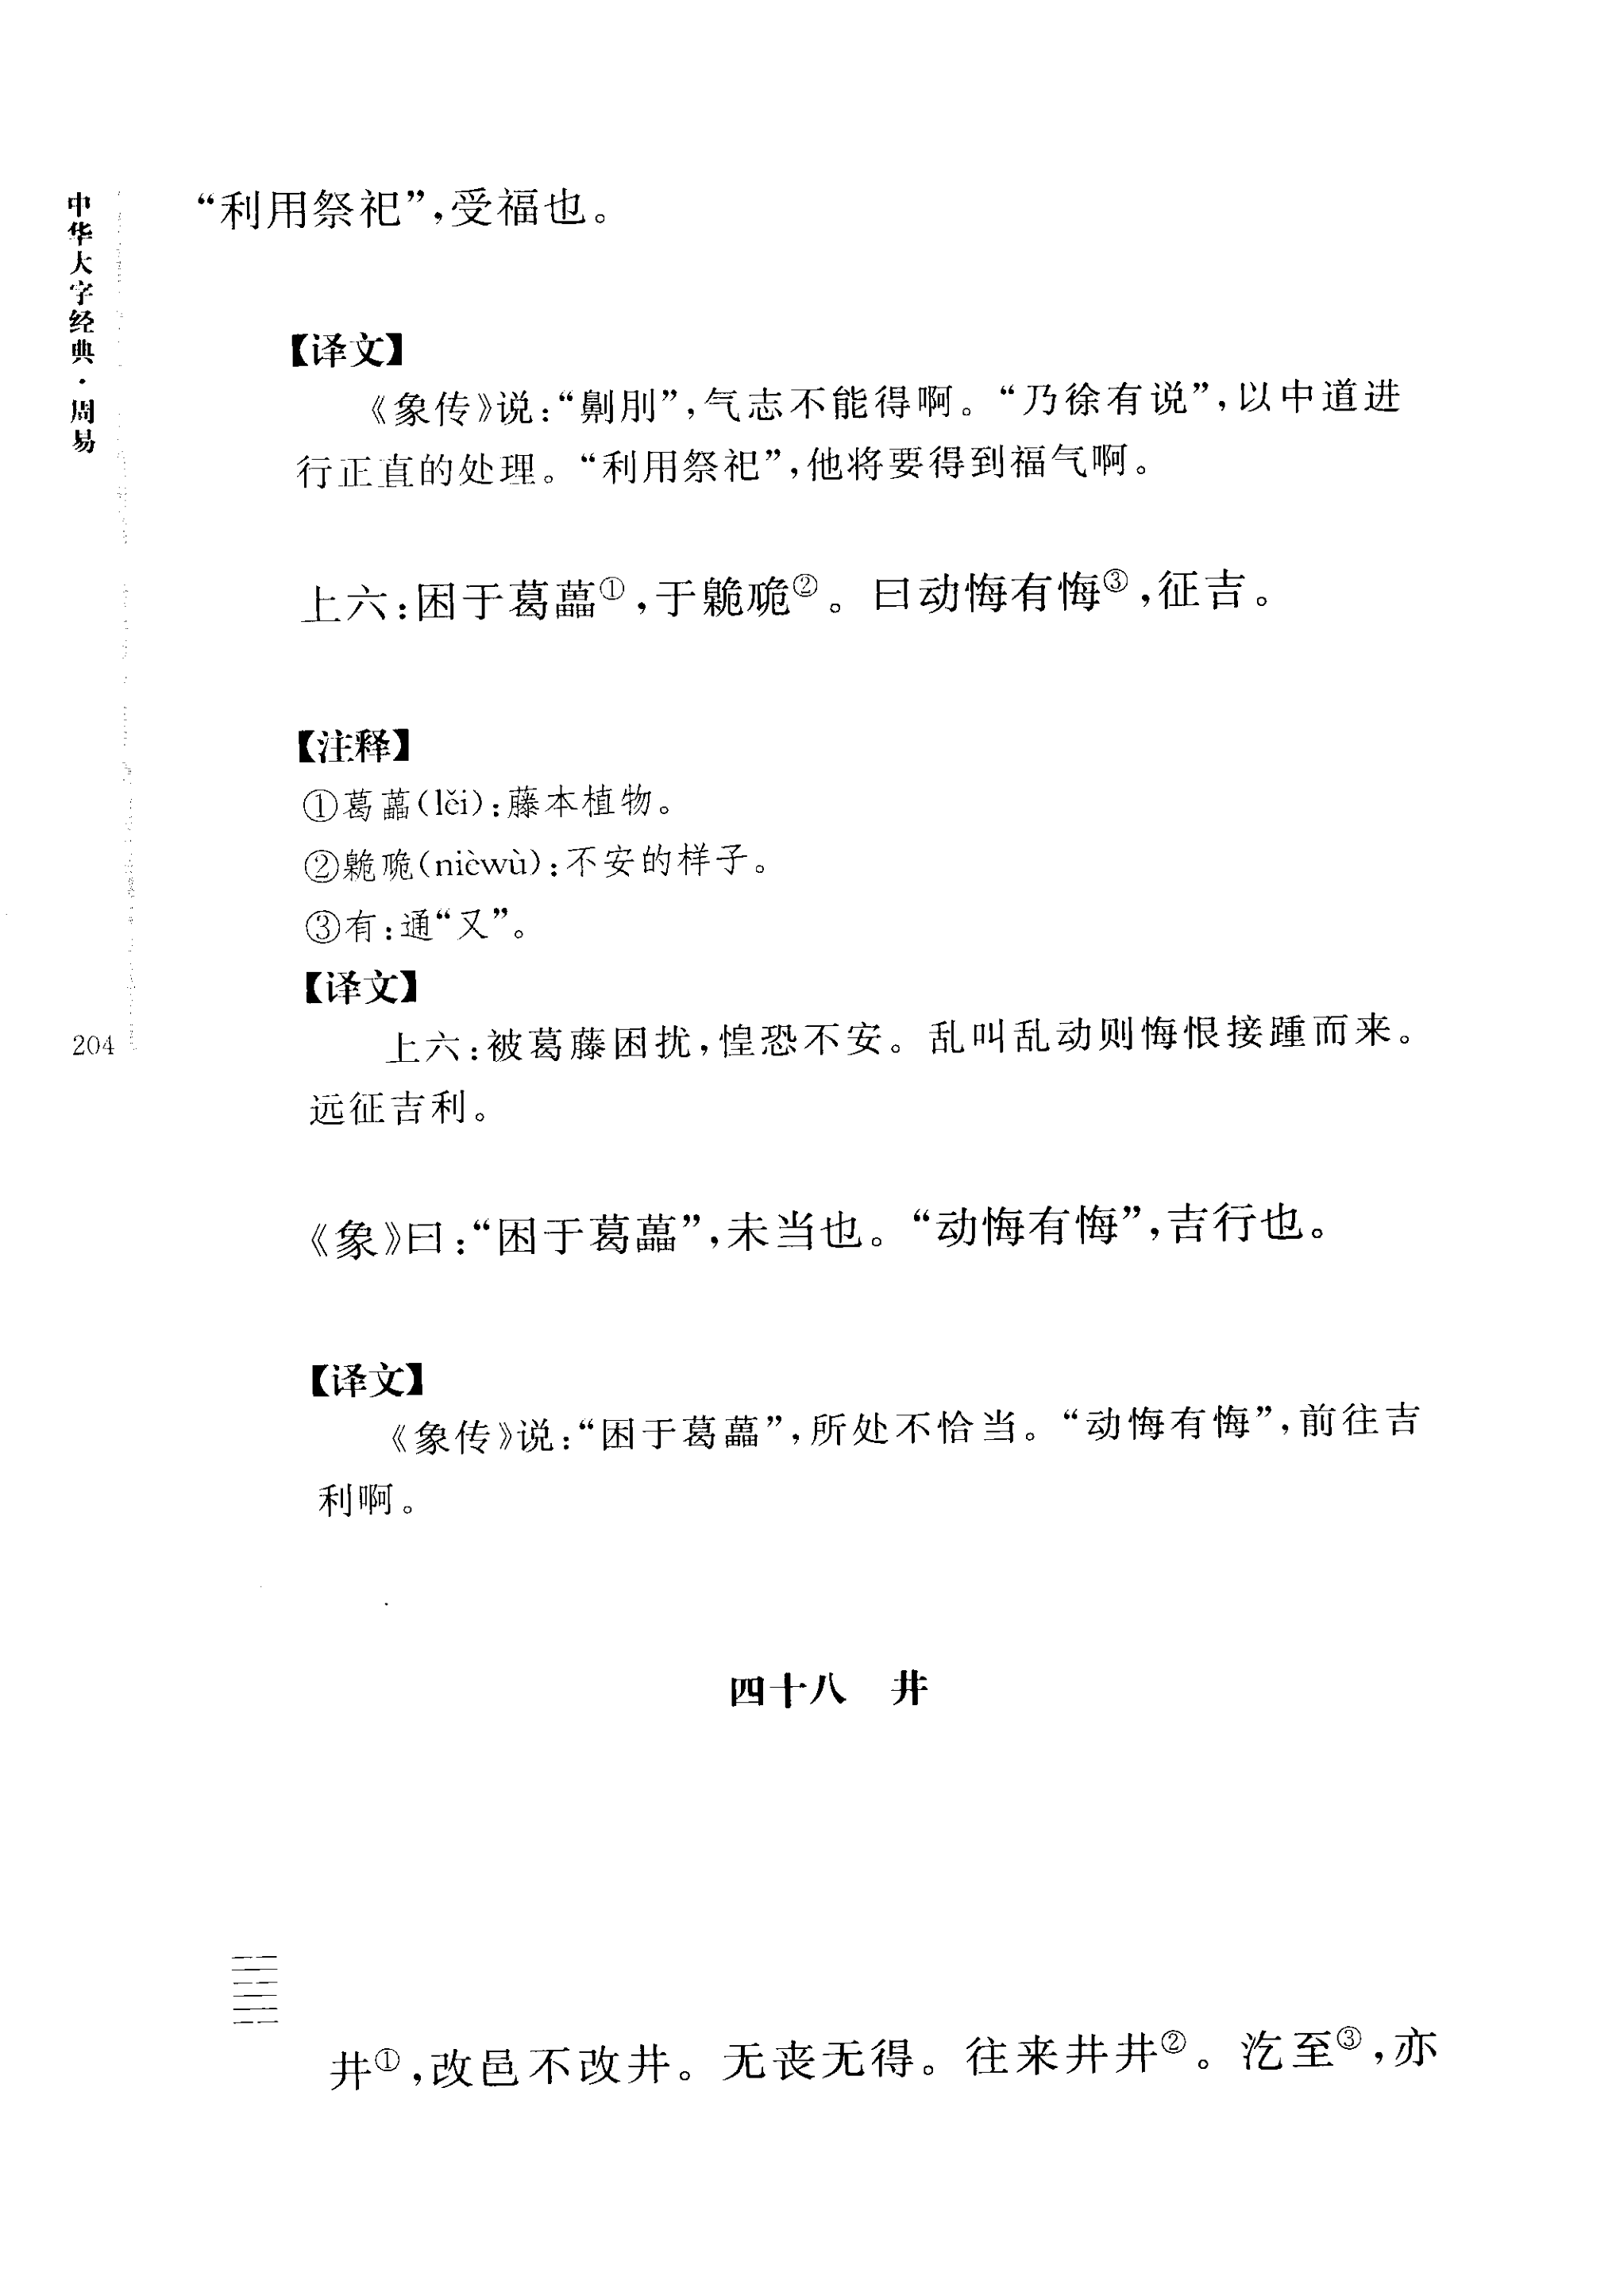 中华大字经典·周易
“利用祭祀”,受福也。
【译文】
《象传》说:“劓刖”,气志不能得啊。“乃徐有说”,以中道进
行正直的处理。“利用祭祀”,他将要得到福气啊。
上六:困于葛藟①,于臲卼②。曰动悔有悔③,征吉。
【注释】
①葛藟(lěi):藤本植物。
②臲卼(nièwù):不安的样子。
③有:通“又”。
【译文】
204
上六:被葛藤困扰,惶恐不安。乱叫乱动则悔恨接踵而来。
远征吉利。
《象》曰:“困于葛藟”,未当也。“动悔有悔”,吉行也。
【译文】
《象传》说:“困于葛藟”,所处不恰当。“动悔有悔”,前往吉
利啊。
四十八 井
井①,改邑不改井。无丧无得。往来井井②。汔至③,亦